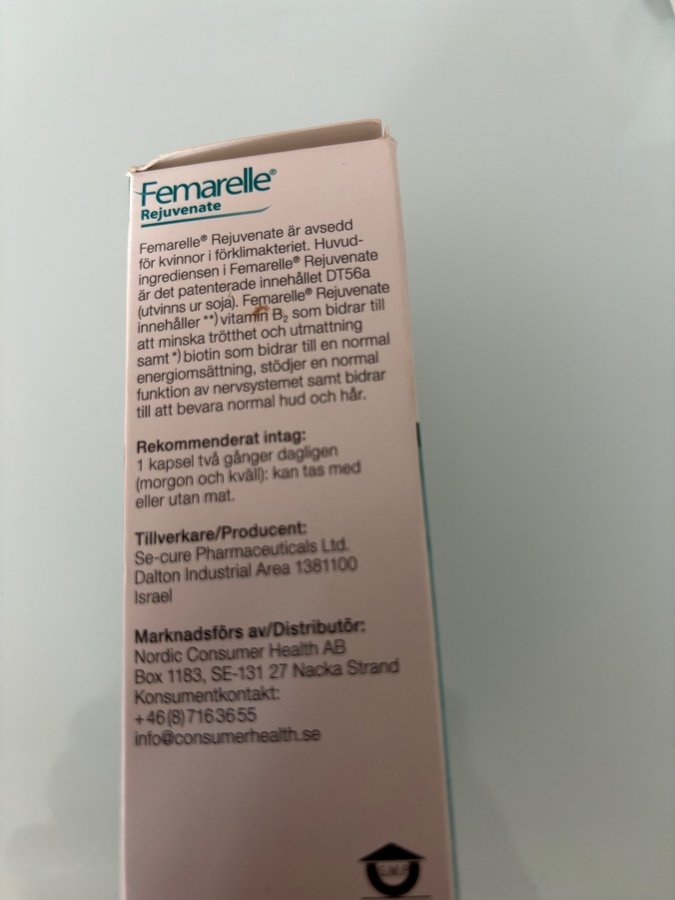 Femarelle®
Rejuvenate
Femarelle® Rejuvenate är avsedd
för kvinnor i förklimakteriet. Huvud-
ingrediensen i Femarelle® Rejuvenate
är det patenterade innehållet DT56a
(utvinns ur soja). Femarelle® Rejuvenate
innehåller **) vitamin B₂ som bidrar till
att minska trötthet och utmattning
samt *) biotin som bidrar till en normal
energiomsättning, stödjer en normal
funktion av nervsystemet samt bidrar
till att bevara normal hud och hår.
Rekommenderat intag:
1 kapsel två gånger dagligen
(morgon och kväll): kan tas med
eller utan mat.
Tillverkare/Producent:
Se-cure Pharmaceuticals Ltd.
Dalton Industrial Area 1381100
Israel
Marknadsförs av/Distributör:
Nordic Consumer Health AB
Box 1183, SE-131 27 Nacka Strand
Konsumentkontakt:
+46(8)7163655
info@consumerhealth.se
G.M.P